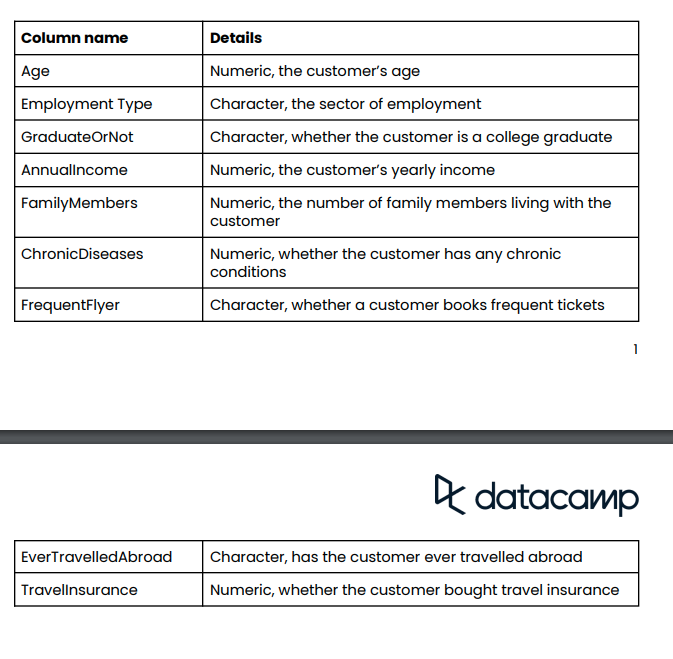 Column name Details
Age Numeric, the customer's age
Employment Type Character, the sector of employment
GraduateOrNot Character, whether the customer is a college graduate
AnnualIncome Numeric, the customer's yearly income
FamilyMembers Numeric, the number of family members living with the
customer
ChronicDiseases Numeric, whether the customer has any chronic
conditions
FrequentFlyer Character, whether a customer books frequent tickets
1
datacamp
EverTravelledAbroad Character, has the customer ever travelled abroad
TravelInsurance Numeric, whether the customer bought travel insurance